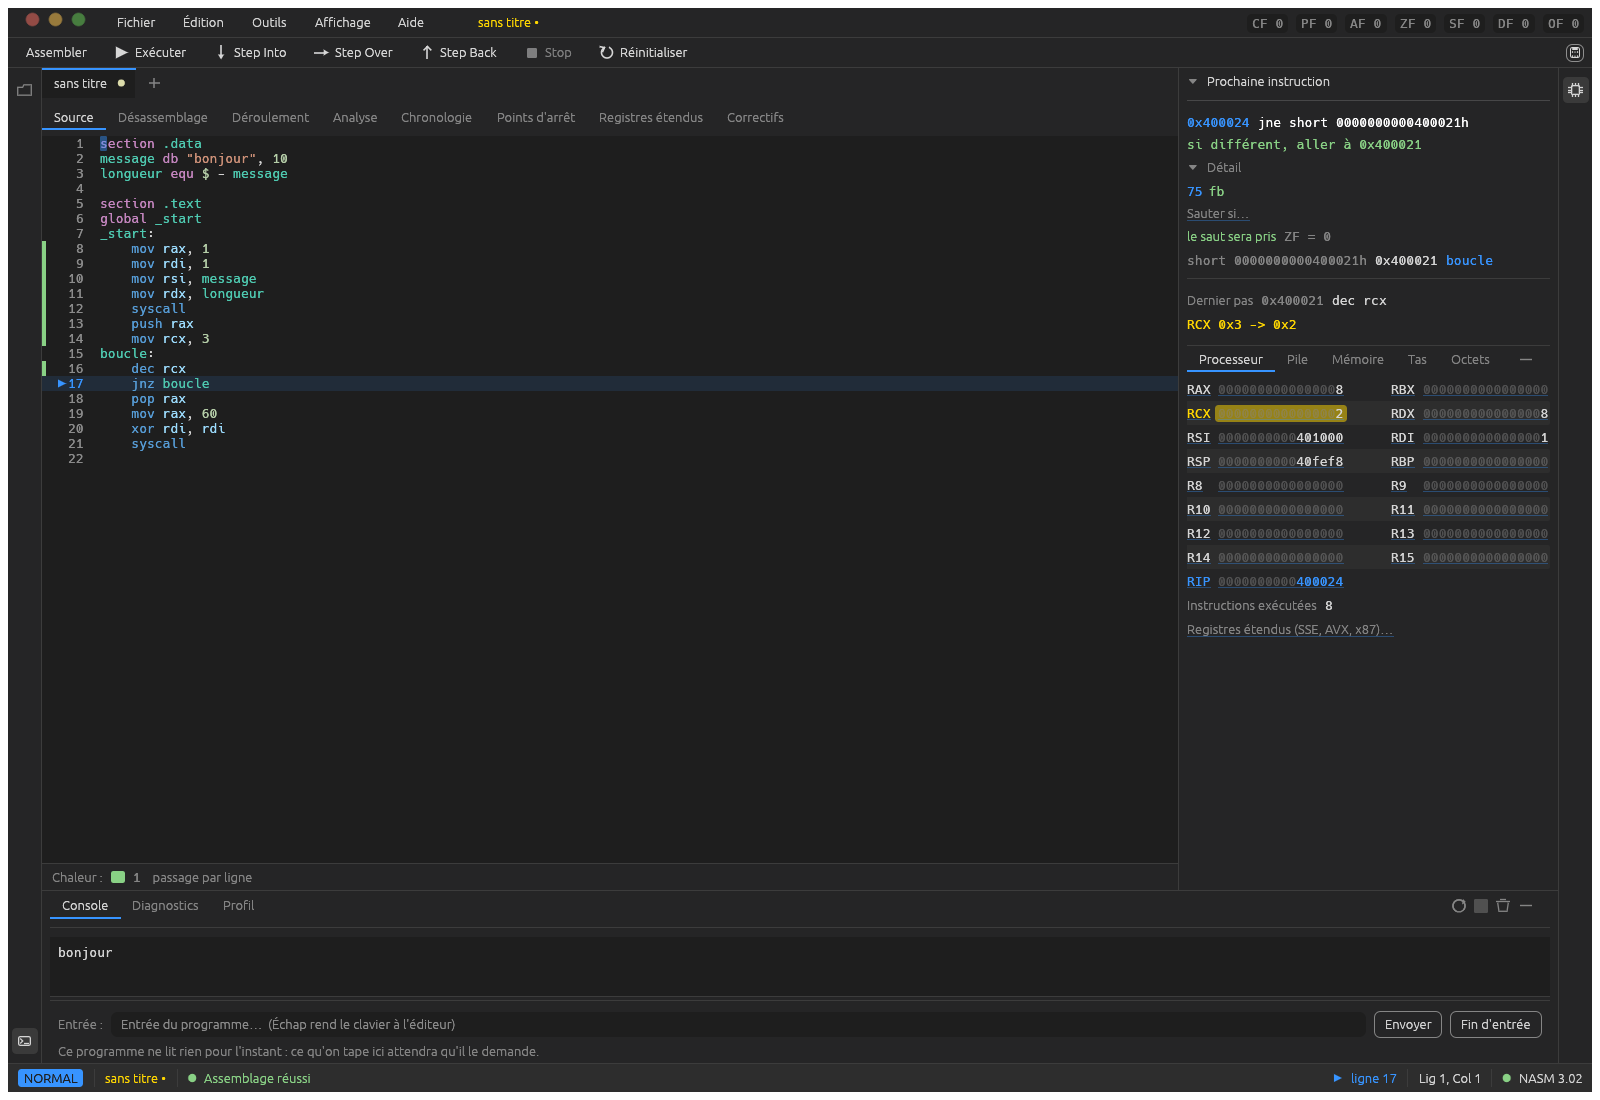 Fichier Édition Outils Affichage Aide sans titre • CF 0 PF 0 AF 0 ZF 0 SF 0 DF 0 OF 0
Assembler Exécuter Step Into Step Over Step Back Stop Réinitialiser
sans titre
Source Désassemblage Déroulement Analyse Chronologie Points d'arrêt Registres étendus Correctifs
1 section .data
2 message db "bonjour", 10
3 longueur equ $ - message
4
5 section .text
6 global _start
7 _start:
8 mov rax, 1
9 mov rdi, 1
10 mov rsi, message
11 mov rdx, longueur
12 syscall
13 push rax
14 mov rcx, 3
15 boucle:
16 dec rcx
17 jnz boucle
18 pop rax
19 mov rax, 60
20 xor rdi, rdi
21 syscall
22
Chaleur : 1 passage par ligne
Prochaine instruction
0x400024 jne short 0000000000400021h
si différent, aller à 0x400021
Détail
75 fb
Sauter si…
le saut sera pris ZF = 0
short 0000000000400021h 0x400021 boucle
Dernier pas 0x400021 dec rcx
RCX 0x3 -> 0x2
Processeur Pile Mémoire Tas Octets
RAX 0000000000000008 RBX 0000000000000000
RCX 0000000000000002 RDX 0000000000000008
RSI 0000000000401000 RDI 0000000000000001
RSP 000000000040fef8 RBP 0000000000000000
R8 0000000000000000 R9 0000000000000000
R10 0000000000000000 R11 0000000000000000
R12 0000000000000000 R13 0000000000000000
R14 0000000000000000 R15 0000000000000000
RIP 0000000000400024
Instructions exécutées 8
Registres étendus (SSE, AVX, x87)…
Console Diagnostics Profil
bonjour
Entrée : Entrée du programme… (Échap rend le clavier à l'éditeur) Envoyer Fin d'entrée
Ce programme ne lit rien pour l'instant : ce qu'on tape ici attendra qu'il le demande.
NORMAL sans titre • Assemblage réussi ligne 17 Lig 1, Col 1 NASM 3.02